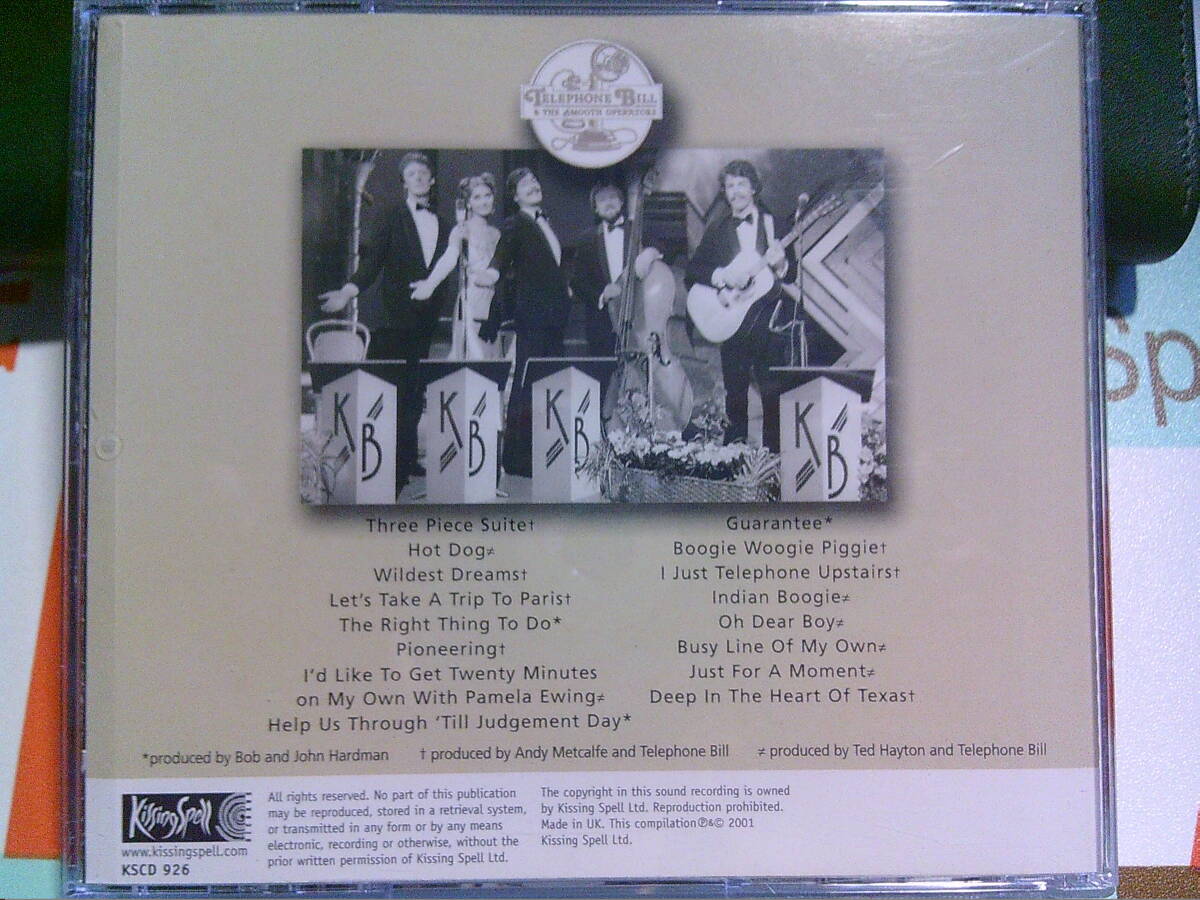 TELEPHONE BILL
& THE SMOOTH OPERATORS
K B
K B
K B
K B
Three Piece Suite†
Hot Dog≠
Wildest Dreams†
Let's Take A Trip To Paris†
The Right Thing To Do*
Pioneering†
I'd Like To Get Twenty Minutes
on My Own With Pamela Ewing≠
Help Us Through 'Till Judgement Day*
Guarantee*
Boogie Woogie Piggie†
I Just Telephone Upstairs†
Indian Boogie≠
Oh Dear Boy≠
Busy Line Of My Own≠
Just For A Moment≠
Deep In The Heart Of Texas†
*produced by Bob and John Hardman † produced by Andy Metcalfe and Telephone Bill ≠ produced by Ted Hayton and Telephone Bill
Kissing Spell
www.kissingspell.com
KSCD 926
All rights reserved. No part of this publication
may be reproduced, stored in a retrieval system,
or transmitted in any form or by any means
electronic, recording or otherwise, without the
prior written permission of Kissing Spell Ltd.
The copyright in this sound recording is owned
by Kissing Spell Ltd. Reproduction prohibited.
Made in UK. This compilation ℗&© 2001
Kissing Spell Ltd.
Sp